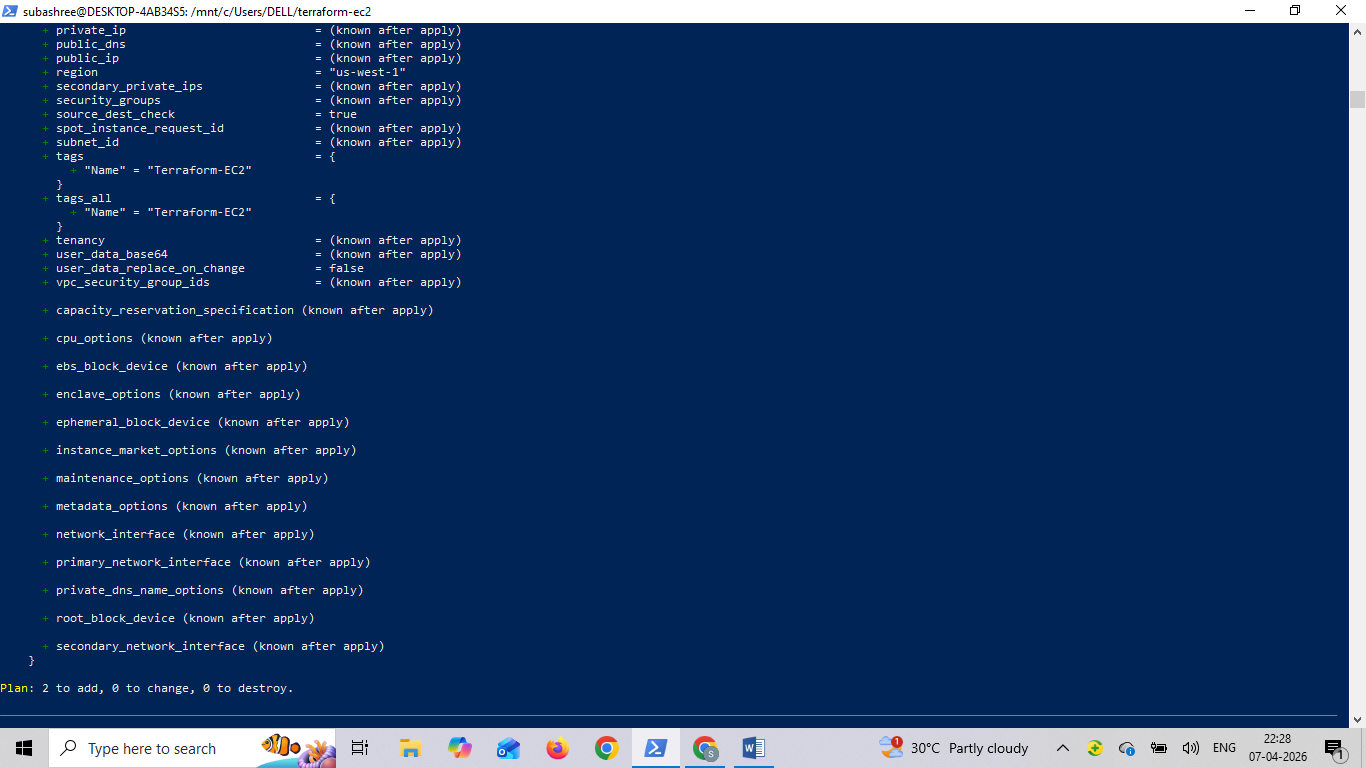 subashree@DESKTOP-4AB34S5: /mnt/c/Users/DELL/terraform-ec2
+ private_ip = (known after apply)
+ public_dns = (known after apply)
+ public_ip = (known after apply)
+ region = "us-west-1"
+ secondary_private_ips = (known after apply)
+ security_groups = (known after apply)
+ source_dest_check = true
+ spot_instance_request_id = (known after apply)
+ subnet_id = (known after apply)
+ tags = {
+ "Name" = "Terraform-EC2"
}
+ tags_all = {
+ "Name" = "Terraform-EC2"
}
+ tenancy = (known after apply)
+ user_data_base64 = (known after apply)
+ user_data_replace_on_change = false
+ vpc_security_group_ids = (known after apply)
+ capacity_reservation_specification (known after apply)
+ cpu_options (known after apply)
+ ebs_block_device (known after apply)
+ enclave_options (known after apply)
+ ephemeral_block_device (known after apply)
+ instance_market_options (known after apply)
+ maintenance_options (known after apply)
+ metadata_options (known after apply)
+ network_interface (known after apply)
+ primary_network_interface (known after apply)
+ private_dns_name_options (known after apply)
+ root_block_device (known after apply)
+ secondary_network_interface (known after apply)
}
Plan: 2 to add, 0 to change, 0 to destroy.
Type here to search
S
W
1
30°C Partly cloudy
ENG
22:28
07-04-2026
1